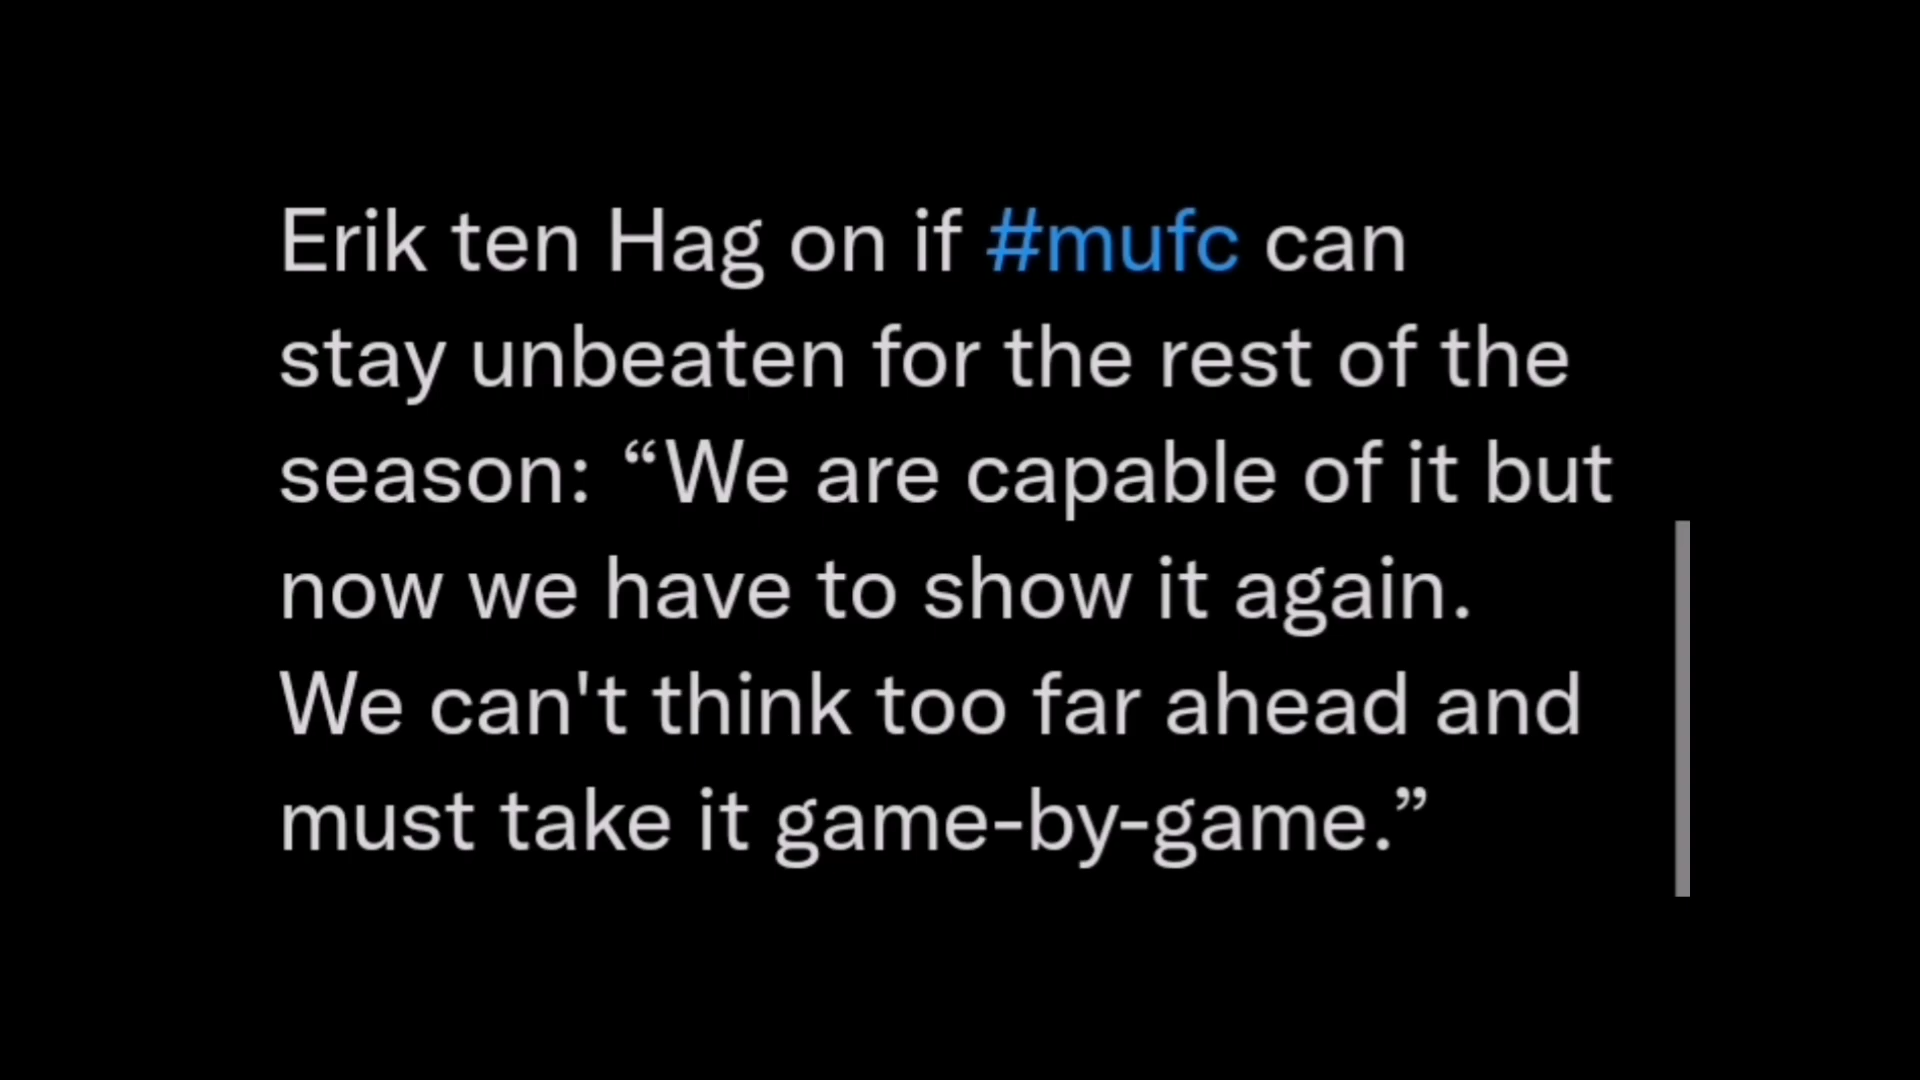 Erik ten Hag on if #mufc can
stay unbeaten for the rest of the
season: “We are capable of it but
now we have to show it again.
We can't think too far ahead and
must take it game-by-game.”